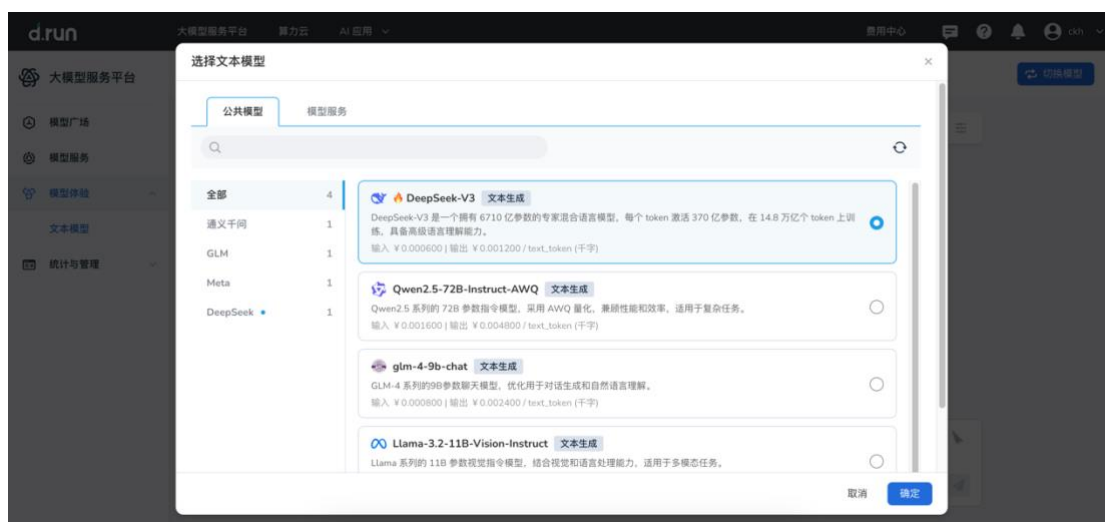 d.run
大模型服务平台 算力云 AI 应用
费用中心
ckh
大模型服务平台
切换模型
模型广场
模型服务
模型体验
文本模型
统计与管理
选择文本模型
公共模型 模型服务
全部 4
通义千问 1
GLM 1
Meta 1
DeepSeek 1
DeepSeek-V3 文本生成
DeepSeek-V3 是一个拥有 6710 亿参数的专家混合语言模型，每个 token 激活 370 亿参数，在 14.8 万亿个 token 上训
练，具备高级语言理解能力。
输入 ¥0.000600 | 输出 ¥0.001200 / text_token (千字)
Qwen2.5-72B-Instruct-AWQ 文本生成
Qwen2.5 系列的 72B 参数指令模型，采用 AWQ 量化，兼顾性能和效率，适用于复杂任务。
输入 ¥0.001600 | 输出 ¥0.004800 / text_token (千字)
glm-4-9b-chat 文本生成
GLM-4 系列的9B参数聊天模型，优化用于对话生成和自然语言理解。
输入 ¥0.000800 | 输出 ¥0.002400 / text_token (千字)
Llama-3.2-11B-Vision-Instruct 文本生成
Llama 系列的 11B 参数视觉指令模型，结合视觉和语言处理能力，适用于多模态任务。
取消 确定